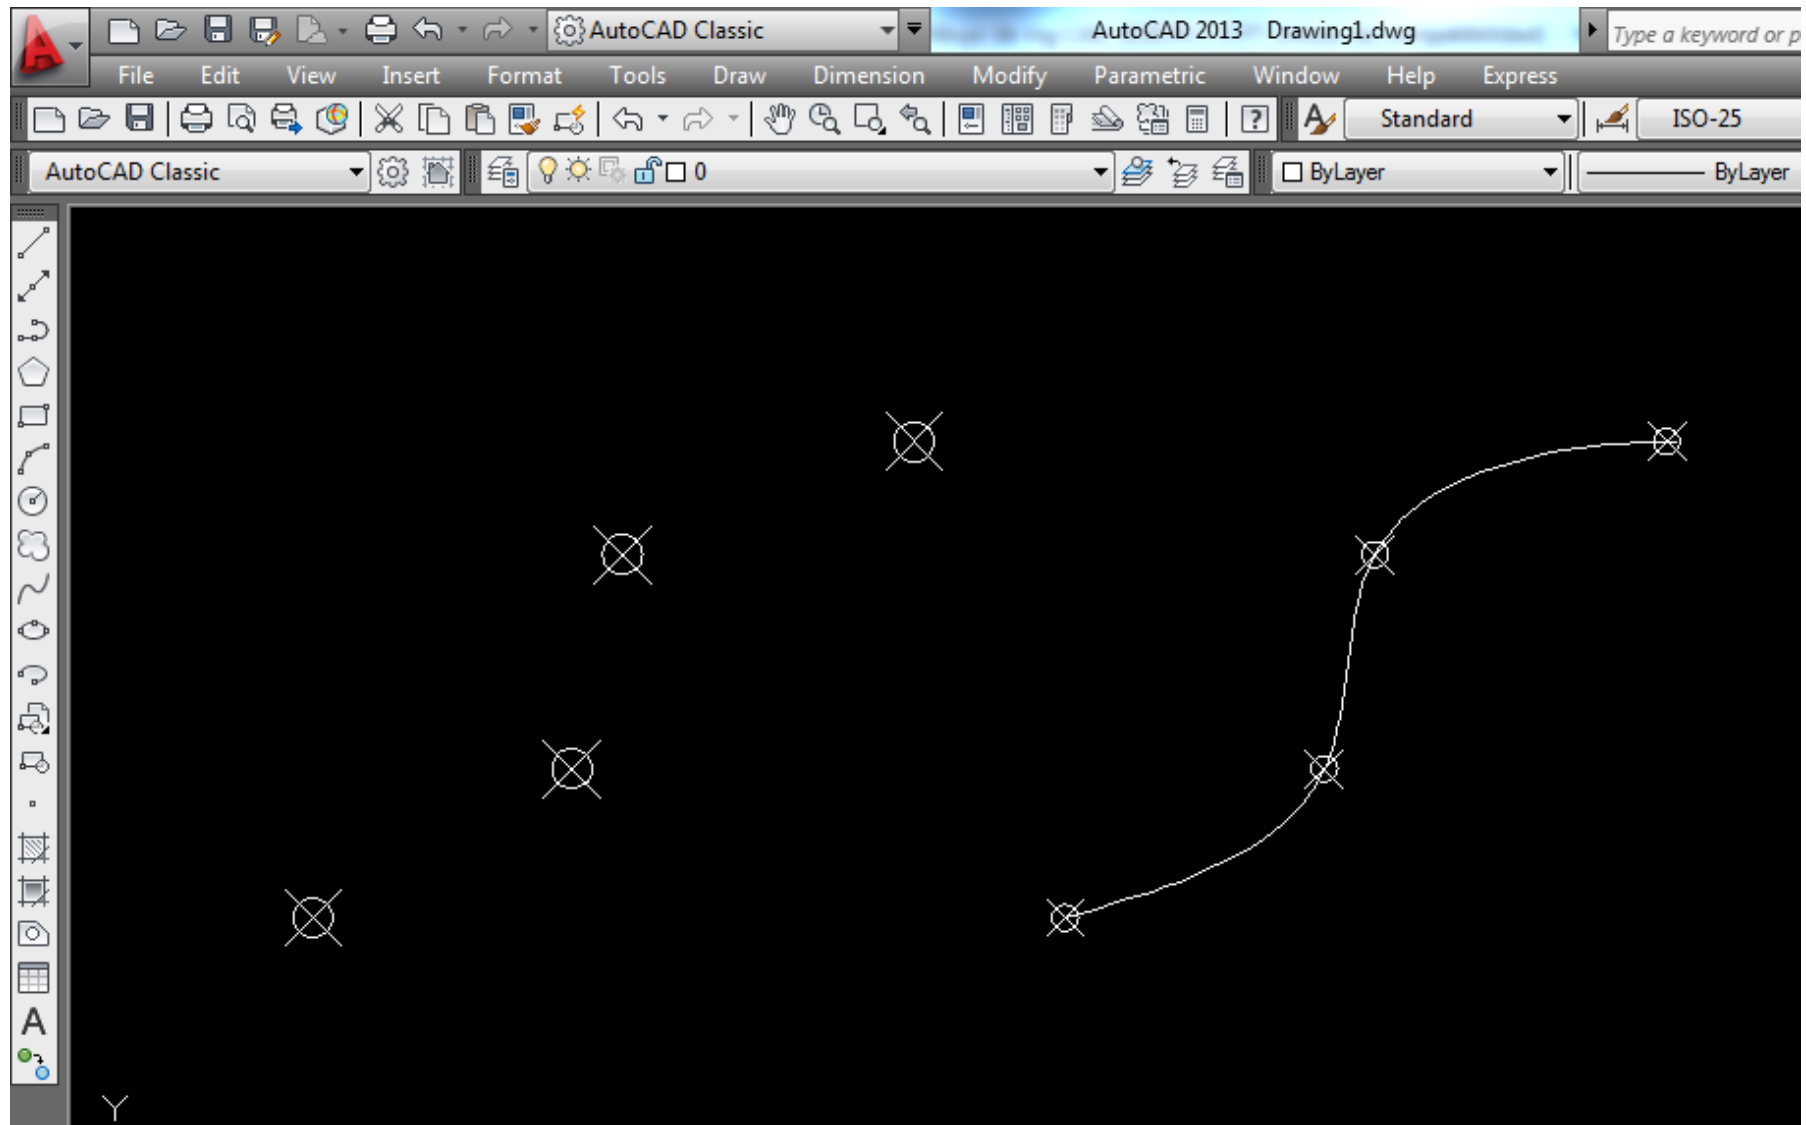 AutoCAD Classic AutoCAD 2013 Drawing1.dwg Type a keyword or p
File Edit View Insert Format Tools Draw Dimension Modify Parametric Window Help Express
Standard ISO-25
AutoCAD Classic 0 ByLayer ByLayer
A
Y